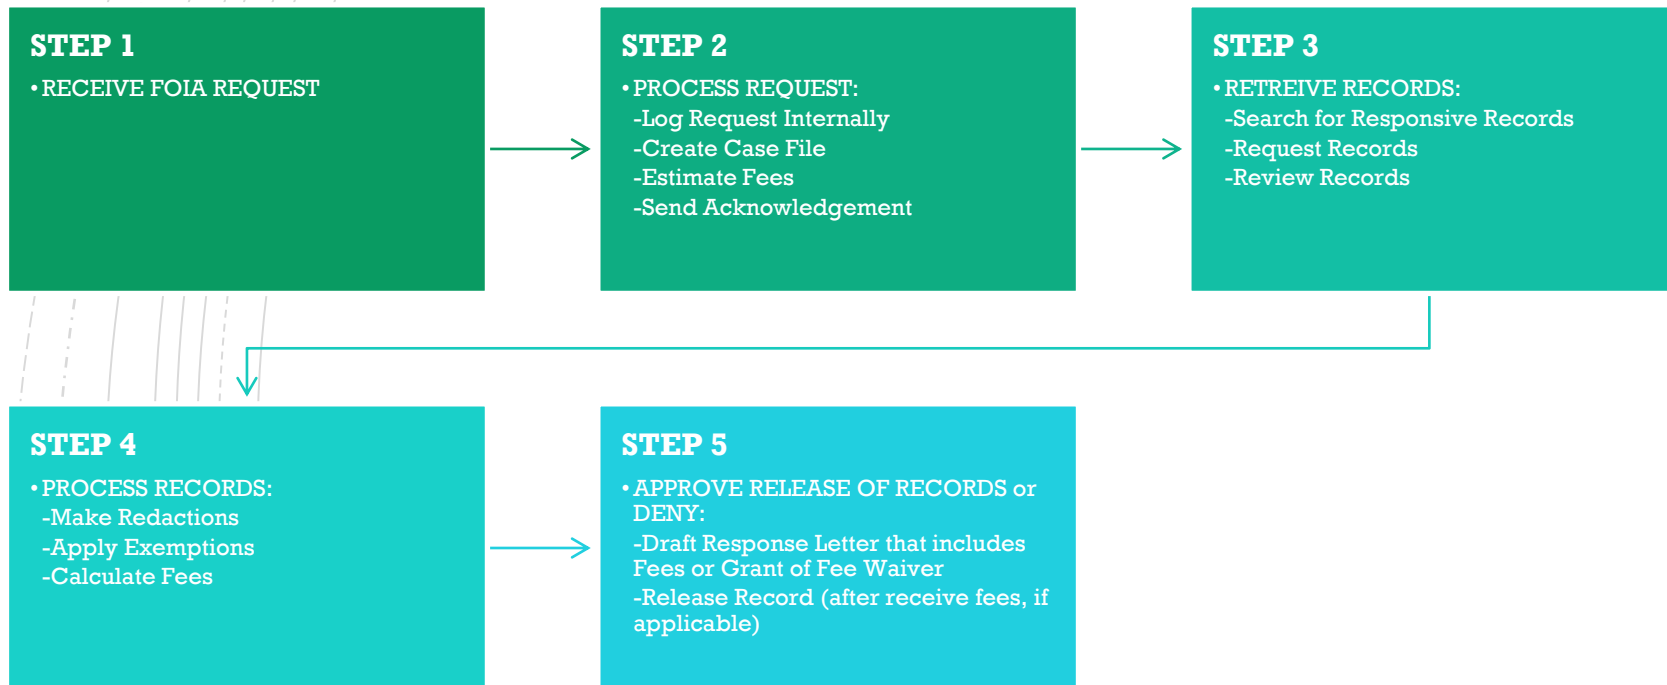 STEP 1
• RECEIVE FOIA REQUEST
STEP 2
• PROCESS REQUEST:
-Log Request Internally
-Create Case File
-Estimate Fees
-Send Acknowledgement
STEP 3
• RETREIVE RECORDS:
-Search for Responsive Records
-Request Records
-Review Records
STEP 4
• PROCESS RECORDS:
-Make Redactions
-Apply Exemptions
-Calculate Fees
STEP 5
• APPROVE RELEASE OF RECORDS or
DENY:
-Draft Response Letter that includes
Fees or Grant of Fee Waiver
-Release Record (after receive fees, if
applicable)